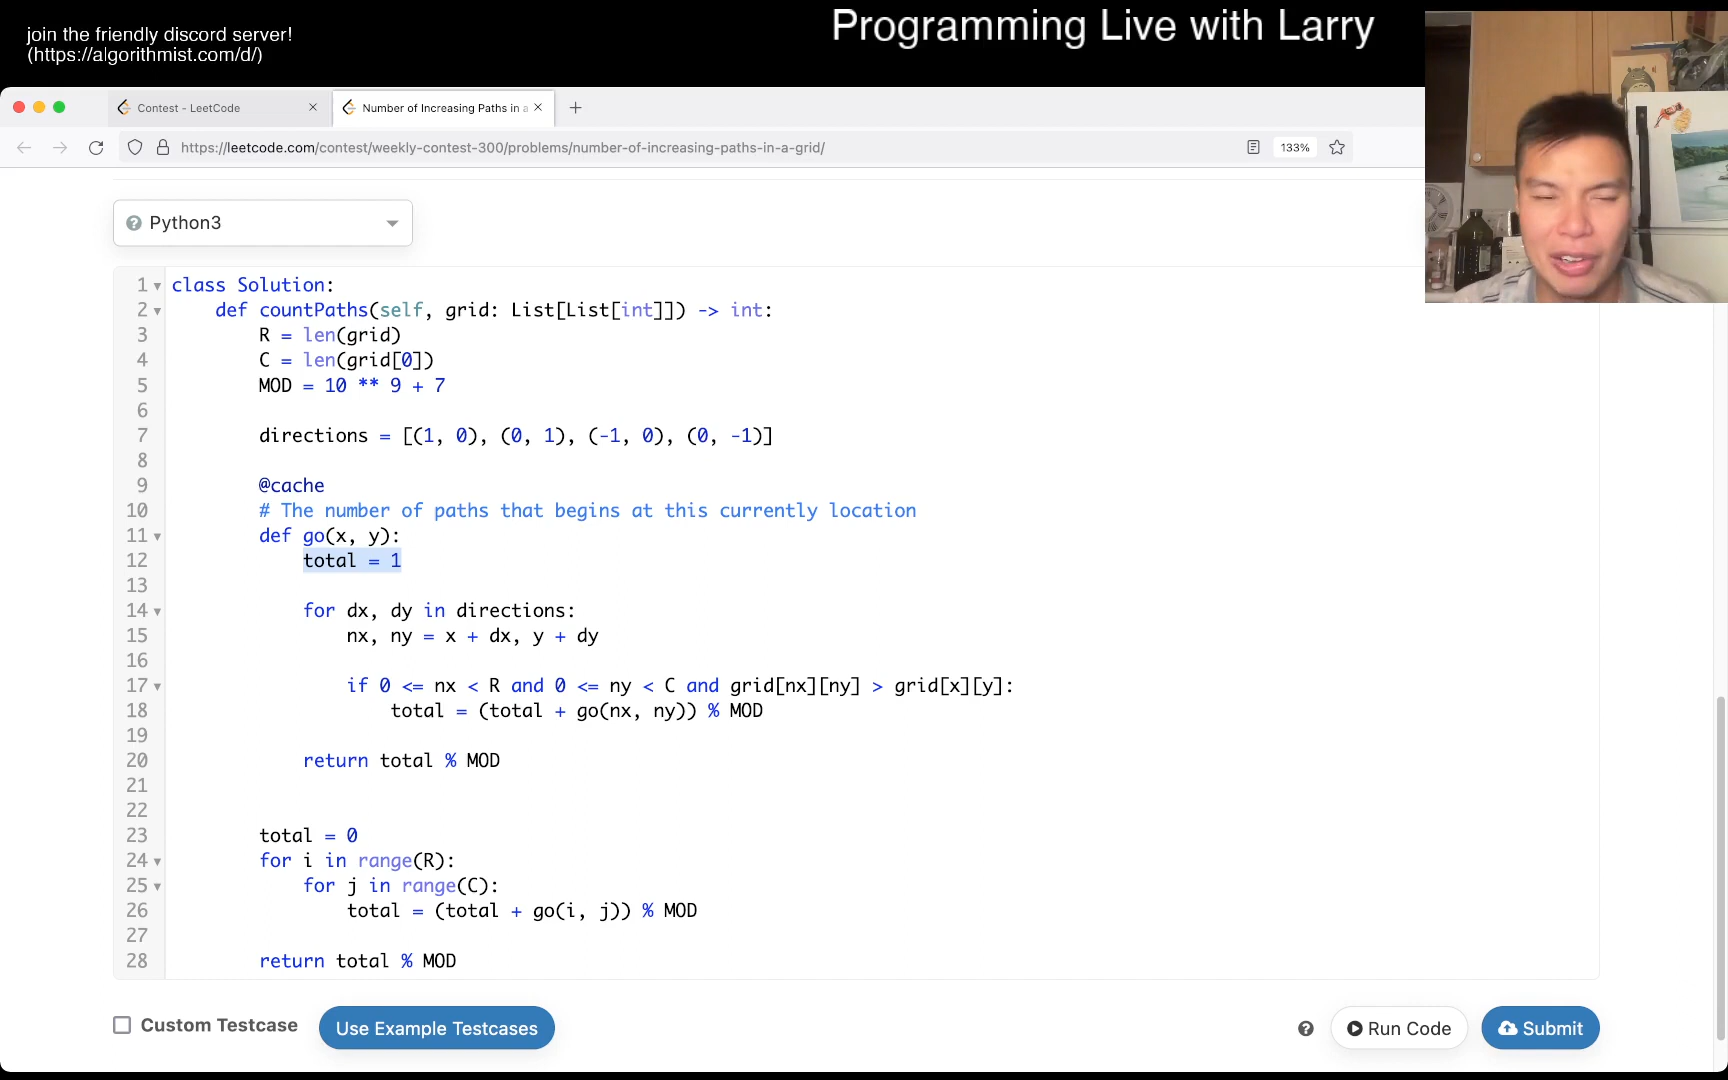 join the friendly discord server!
(https://algorithmist.com/d/)
Programming Live with Larry
Contest - LeetCode
Number of Increasing Paths in a
https://leetcode.com/contest/weekly-contest-300/problems/number-of-increasing-paths-in-a-grid/
133%
Python3
1 class Solution:
2 def countPaths(self, grid: List[List[int]]) -> int:
3 R = len(grid)
4 C = len(grid[0])
5 MOD = 10 ** 9 + 7
6
7 directions = [(1, 0), (0, 1), (-1, 0), (0, -1)]
8
9 @cache
10 # The number of paths that begins at this currently location
11 def go(x, y):
12 total = 1
13
14 for dx, dy in directions:
15 nx, ny = x + dx, y + dy
16
17 if 0 <= nx < R and 0 <= ny < C and grid[nx][ny] > grid[x][y]:
18 total = (total + go(nx, ny)) % MOD
19
20 return total % MOD
21
22
23 total = 0
24 for i in range(R):
25 for j in range(C):
26 total = (total + go(i, j)) % MOD
27
28 return total % MOD
Custom Testcase
Use Example Testcases
Run Code
Submit